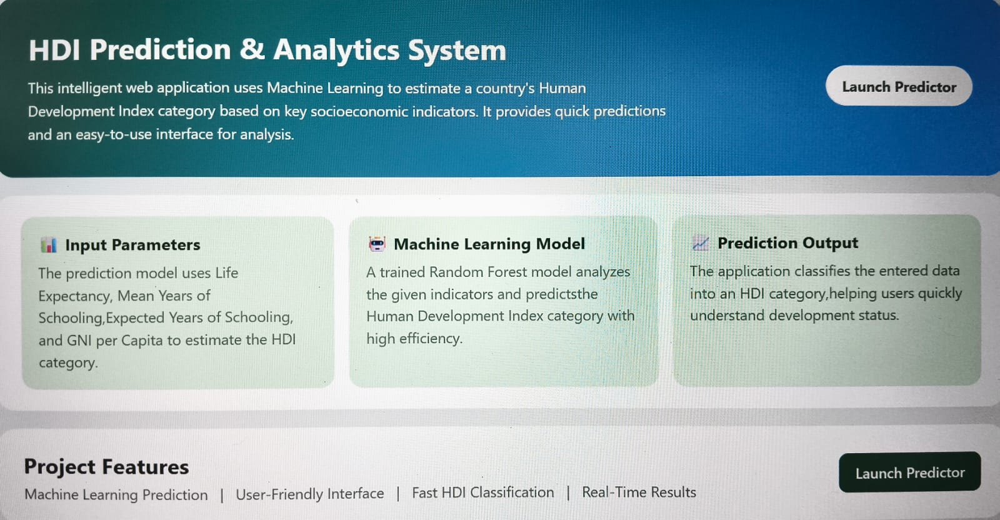 HDI Prediction & Analytics System
This intelligent web application uses Machine Learning to estimate a country's Human
Development Index category based on key socioeconomic indicators. It provides quick predictions
and an easy-to-use interface for analysis.
Launch Predictor
Input Parameters
The prediction model uses Life
Expectancy, Mean Years of
Schooling,Expected Years of Schooling,
and GNI per Capita to estimate the HDI
category.
Machine Learning Model
A trained Random Forest model analyzes
the given indicators and predictsthe
Human Development Index category with
high efficiency.
Prediction Output
The application classifies the entered data
into an HDI category,helping users quickly
understand development status.
Project Features
Machine Learning Prediction | User-Friendly Interface | Fast HDI Classification | Real-Time Results
Launch Predictor